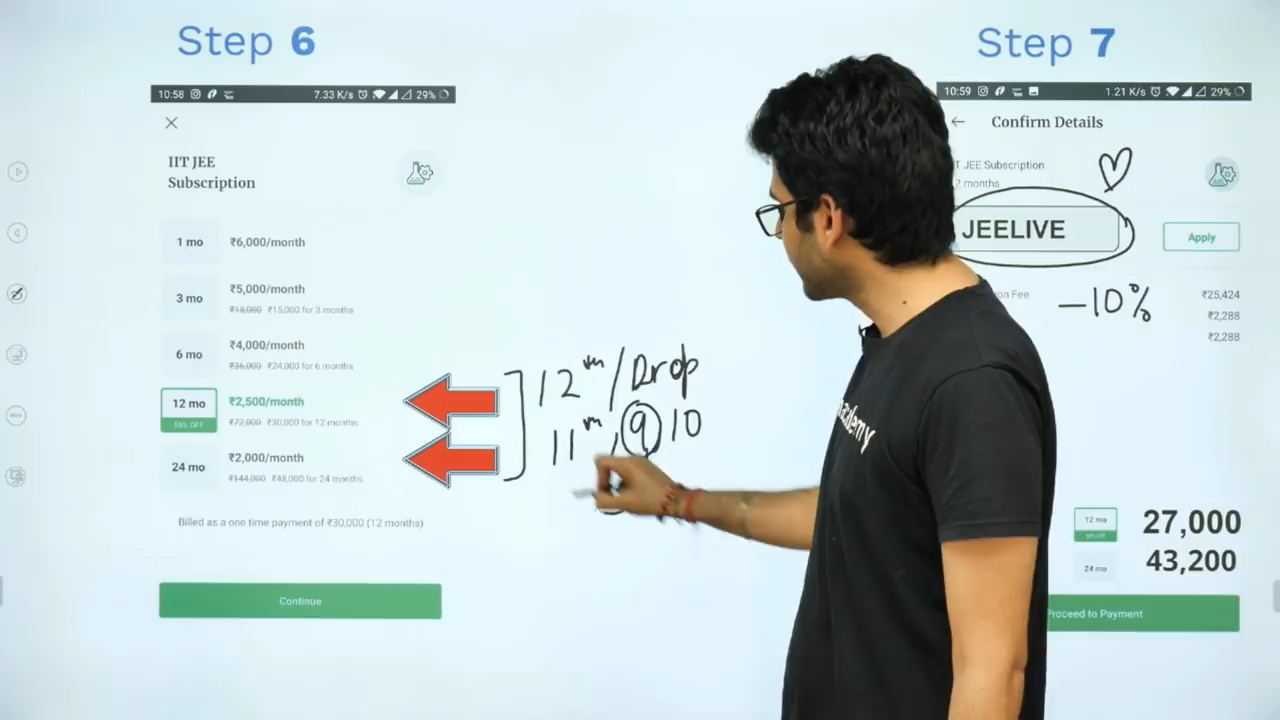 Step 6
10:58
7.33 K/s
29%
IIT JEE
Subscription
1 mo
₹6,000/month
3 mo
₹5,000/month
₹18,000 ₹15,000 for 3 months
6 mo
₹4,000/month
₹36,000 ₹24,000 for 6 months
12 mo
58% OFF
₹2,500/month
₹72,000 ₹30,000 for 12 months
24 mo
₹2,000/month
₹144,000 ₹48,000 for 24 months
Billed as a one time payment of ₹30,000 (12 months)
Continue
12th / Drop
11th, 9 10
Step 7
10:59
1.21 K/s
29%
Confirm Details
T JEE Subscription
2 months
JEELIVE
Apply
on Fee
-10%
₹25,424
₹2,288
₹2,288
12 mo
27,000
24 mo
43,200
Proceed to Payment
academy